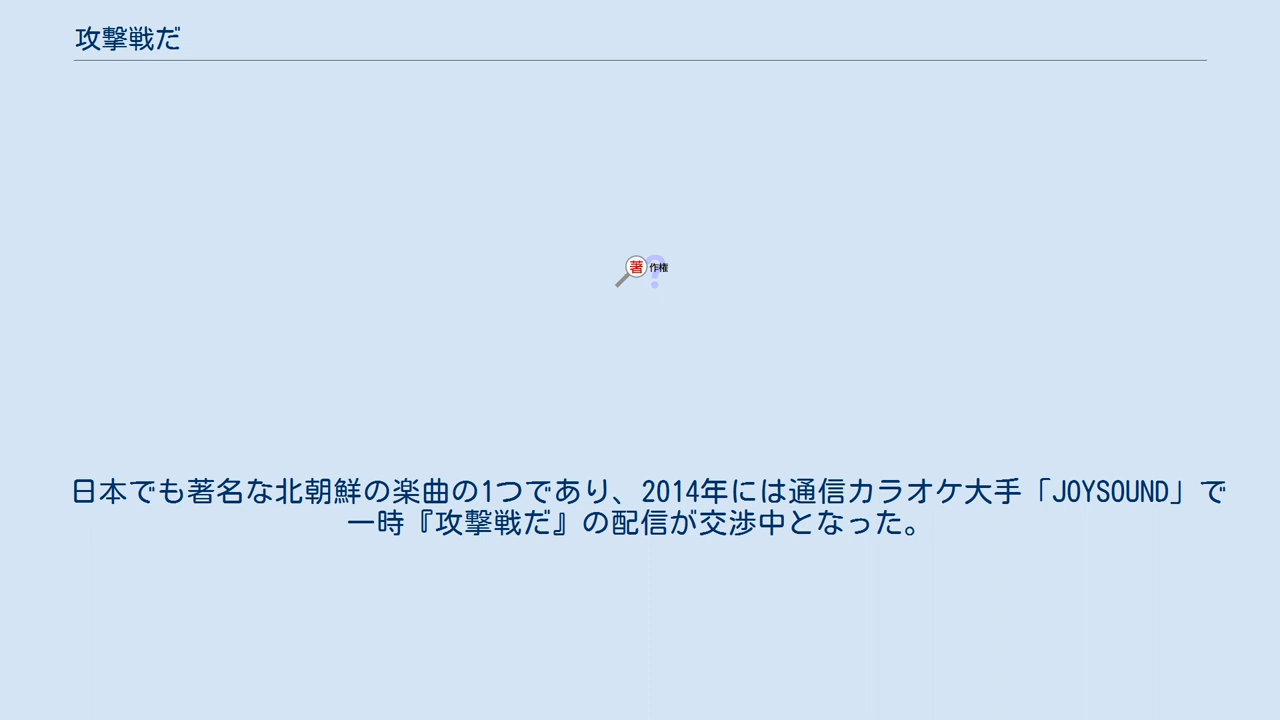 攻撃戦だ
著作権?
日本でも著名な北朝鮮の楽曲の1つであり、2014年には通信カラオケ大手「JOYSOUND」で
一時『攻撃戦だ』の配信が交渉中となった。